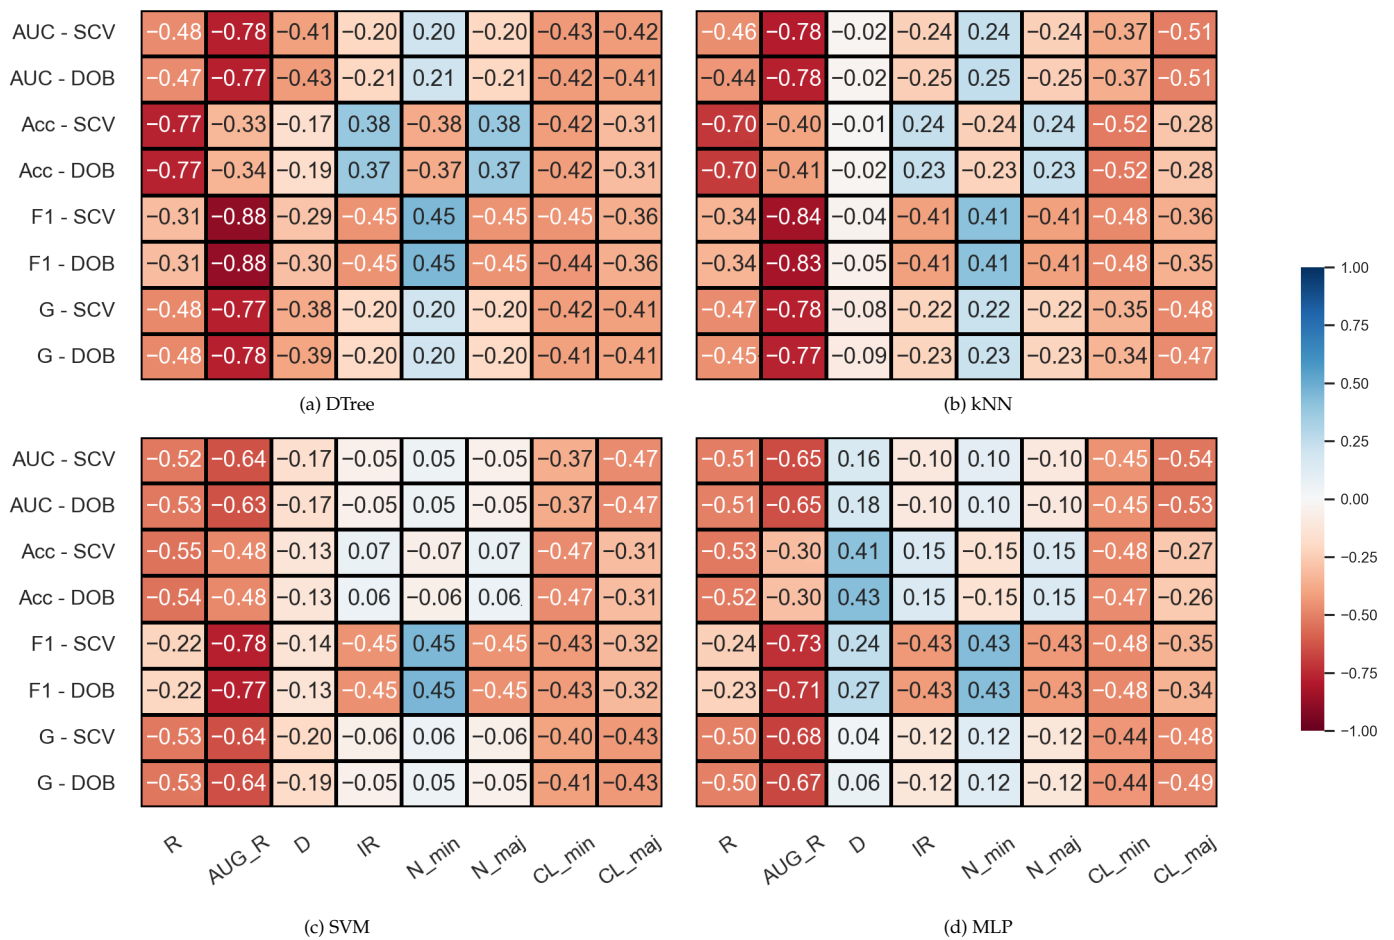 AUC - SCV −0.48 −0.78 −0.41 −0.20 0.20 −0.20 −0.43 −0.42 −0.46 −0.78 −0.02 −0.24 0.24 −0.24 −0.37 −0.51
AUC - DOB −0.47 −0.77 −0.43 −0.21 0.21 −0.21 −0.42 −0.41 −0.44 −0.78 −0.02 −0.25 0.25 −0.25 −0.37 −0.51
Acc - SCV −0.77 −0.33 −0.17 0.38 −0.38 0.38 −0.42 −0.31 −0.70 −0.40 −0.01 0.24 −0.24 0.24 −0.52 −0.28
Acc - DOB −0.77 −0.34 −0.19 0.37 −0.37 0.37 −0.42 −0.31 −0.70 −0.41 −0.02 0.23 −0.23 0.23 −0.52 −0.28
F1 - SCV −0.31 −0.88 −0.29 −0.45 0.45 −0.45 −0.45 −0.36 −0.34 −0.84 −0.04 −0.41 0.41 −0.41 −0.48 −0.36
F1 - DOB −0.31 −0.88 −0.30 −0.45 0.45 −0.45 −0.44 −0.36 −0.34 −0.83 −0.05 −0.41 0.41 −0.41 −0.48 −0.35
G - SCV −0.48 −0.77 −0.38 −0.20 0.20 −0.20 −0.42 −0.41 −0.47 −0.78 −0.08 −0.22 0.22 −0.22 −0.35 −0.48
G - DOB −0.48 −0.78 −0.39 −0.20 0.20 −0.20 −0.41 −0.41 −0.45 −0.77 −0.09 −0.23 0.23 −0.23 −0.34 −0.47
(a) DTree (b) kNN
AUC - SCV −0.52 −0.64 −0.17 −0.05 0.05 −0.05 −0.37 −0.47 −0.51 −0.65 0.16 −0.10 0.10 −0.10 −0.45 −0.54
AUC - DOB −0.53 −0.63 −0.17 −0.05 0.05 −0.05 −0.37 −0.47 −0.51 −0.65 0.18 −0.10 0.10 −0.10 −0.45 −0.53
Acc - SCV −0.55 −0.48 −0.13 0.07 −0.07 0.07 −0.47 −0.31 −0.53 −0.30 0.41 0.15 −0.15 0.15 −0.48 −0.27
Acc - DOB −0.54 −0.48 −0.13 0.06 −0.06 0.06 −0.47 −0.31 −0.52 −0.30 0.43 0.15 −0.15 0.15 −0.47 −0.26
F1 - SCV −0.22 −0.78 −0.14 −0.45 0.45 −0.45 −0.43 −0.32 −0.24 −0.73 0.24 −0.43 0.43 −0.43 −0.48 −0.35
F1 - DOB −0.22 −0.77 −0.13 −0.45 0.45 −0.45 −0.43 −0.32 −0.23 −0.71 0.27 −0.43 0.43 −0.43 −0.48 −0.34
G - SCV −0.53 −0.64 −0.20 −0.06 0.06 −0.06 −0.40 −0.43 −0.50 −0.68 0.04 −0.12 0.12 −0.12 −0.44 −0.48
G - DOB −0.53 −0.64 −0.19 −0.05 0.05 −0.05 −0.41 −0.43 −0.50 −0.67 0.06 −0.12 0.12 −0.12 −0.44 −0.49
R AUG_R D IR N_min N_maj CL_min CL_maj R AUG_R D IR N_min N_maj CL_min CL_maj
(c) SVM (d) MLP
1.00
0.75
0.50
0.25
0.00
−0.25
−0.50
−0.75
−1.00